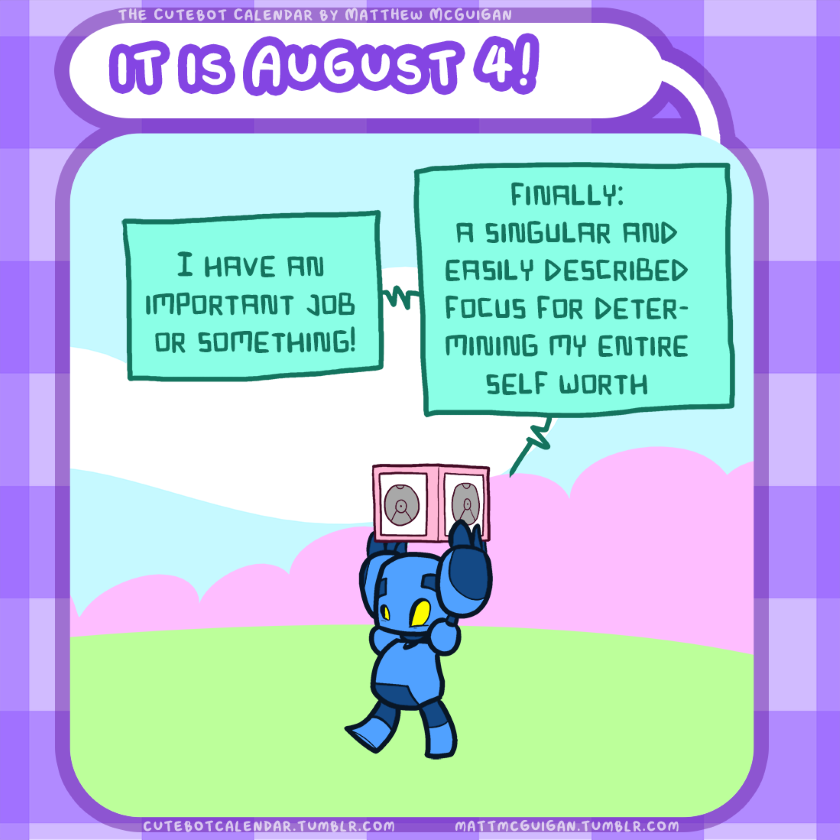 THE CUTEBOT CALENDAR BY MATTHEW MCGUIGAN
IT IS AUGUST 4!
I HAVE AN
IMPORTANT JOB
OR SOMETHING!
FINALLY:
A SINGULAR AND
EASILY DESCRIBED
FOCUS FOR DETER-
MINING MY ENTIRE
SELF WORTH
CUTEBOTCALENDAR.TUMBLR.COM
MATTMCGUIGAN.TUMBLR.COM